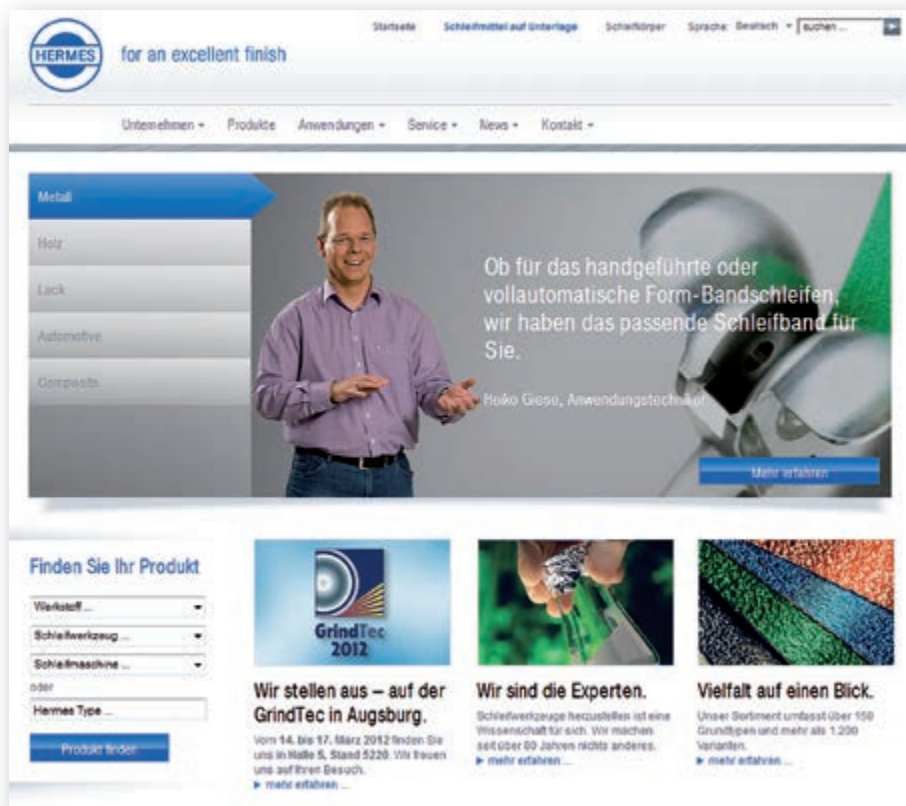 Startseite
Schleifmittel auf Unterlage
Schleifkörper
Sprache: Deutsch
suchen ...
HERMES
for an excellent finish
Unternehmen
Produkte
Anwendungen
Service
News
Kontakt
Metall
Holz
Lack
Automotive
Composite
Ob für das handgeführte oder
vollautomatische Form-Bandschleifen,
wir haben das passende Schleifband für
Sie.
Heiko Giese, Anwendungstechniker
Mehr erfahren
Finden Sie Ihr Produkt
Werkstoff ...
Schleifwerkzeug ...
Schleifmaschine ...
oder
Hermes Type ...
Produkt finden
GrindTec
2012
Wir stellen aus – auf der
GrindTec in Augsburg.
Vom 14. bis 17. März 2012 finden Sie
uns in Halle 5, Stand 5220. Wir freuen
uns auf Ihren Besuch.
mehr erfahren ...
Wir sind die Experten.
Schleifwerkzeuge herzustellen ist eine
Wissenschaft für sich. Wir machen
seit über 80 Jahren nichts anderes.
mehr erfahren ...
Vielfalt auf einen Blick.
Unser Sortiment umfasst über 150
Grundtypen und mehr als 1.200
Varianten.
mehr erfahren ...